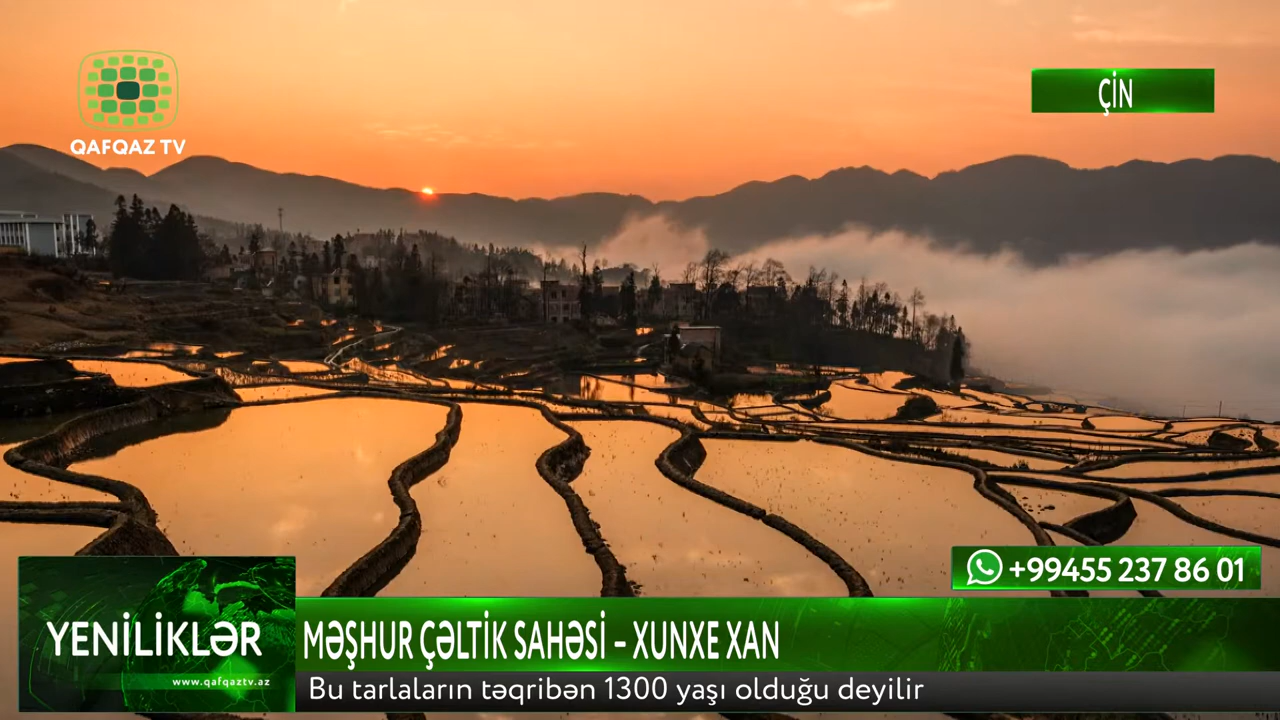 QAFQAZ TV
ÇİN
+99455 237 86 01
YENİLİKLƏR
www.qafqaztv.az
MƏŞHUR ÇƏLTİK SAHƏSİ – XUNXE XAN
Bu tarlaların təqribən 1300 yaşı olduğu deyilir